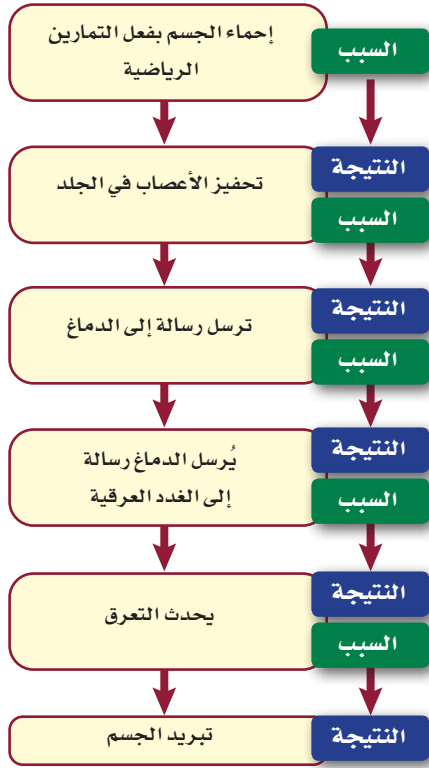 السبب
إحماء الجسم بفعل التمارين
الرياضية
النتيجة
تحفيز الأعصاب في الجلد
السبب
النتيجة
ترسل رسالة إلى الدماغ
السبب
النتيجة
يُرسل الدماغ رسالة
إلى الغدد العرقية
السبب
النتيجة
يحدث التعرق
السبب
النتيجة
تبريد الجسم